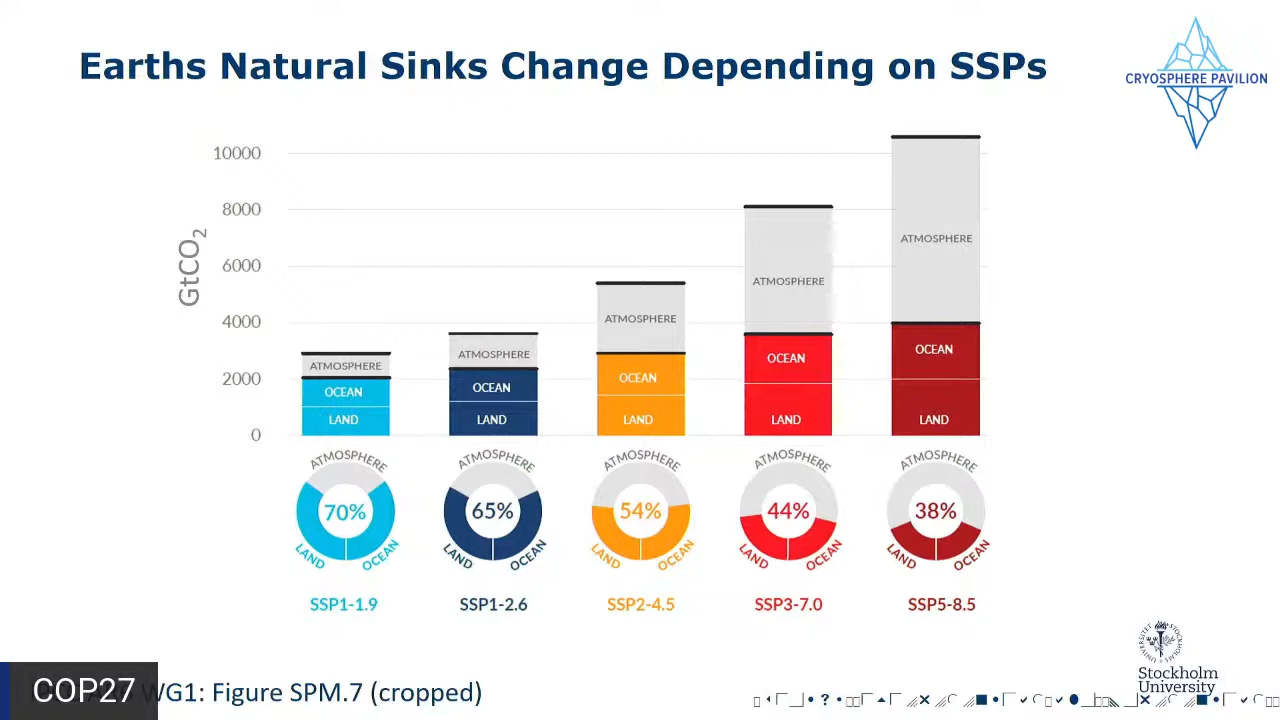 Earths Natural Sinks Change Depending on SSPs
CRYOSPHERE PAVILION
GtCO2
10000
8000
6000
4000
2000
0
ATMOSPHERE
OCEAN
LAND
ATMOSPHERE
OCEAN
LAND
ATMOSPHERE
OCEAN
LAND
ATMOSPHERE
OCEAN
LAND
ATMOSPHERE
OCEAN
LAND
ATMOSPHERE
70%
LAND
OCEAN
ATMOSPHERE
65%
LAND
OCEAN
ATMOSPHERE
54%
LAND
OCEAN
ATMOSPHERE
44%
LAND
OCEAN
ATMOSPHERE
38%
LAND
OCEAN
SSP1-1.9
SSP1-2.6
SSP2-4.5
SSP3-7.0
SSP5-8.5
COP27
WG1: Figure SPM.7 (cropped)
Stockholm
University